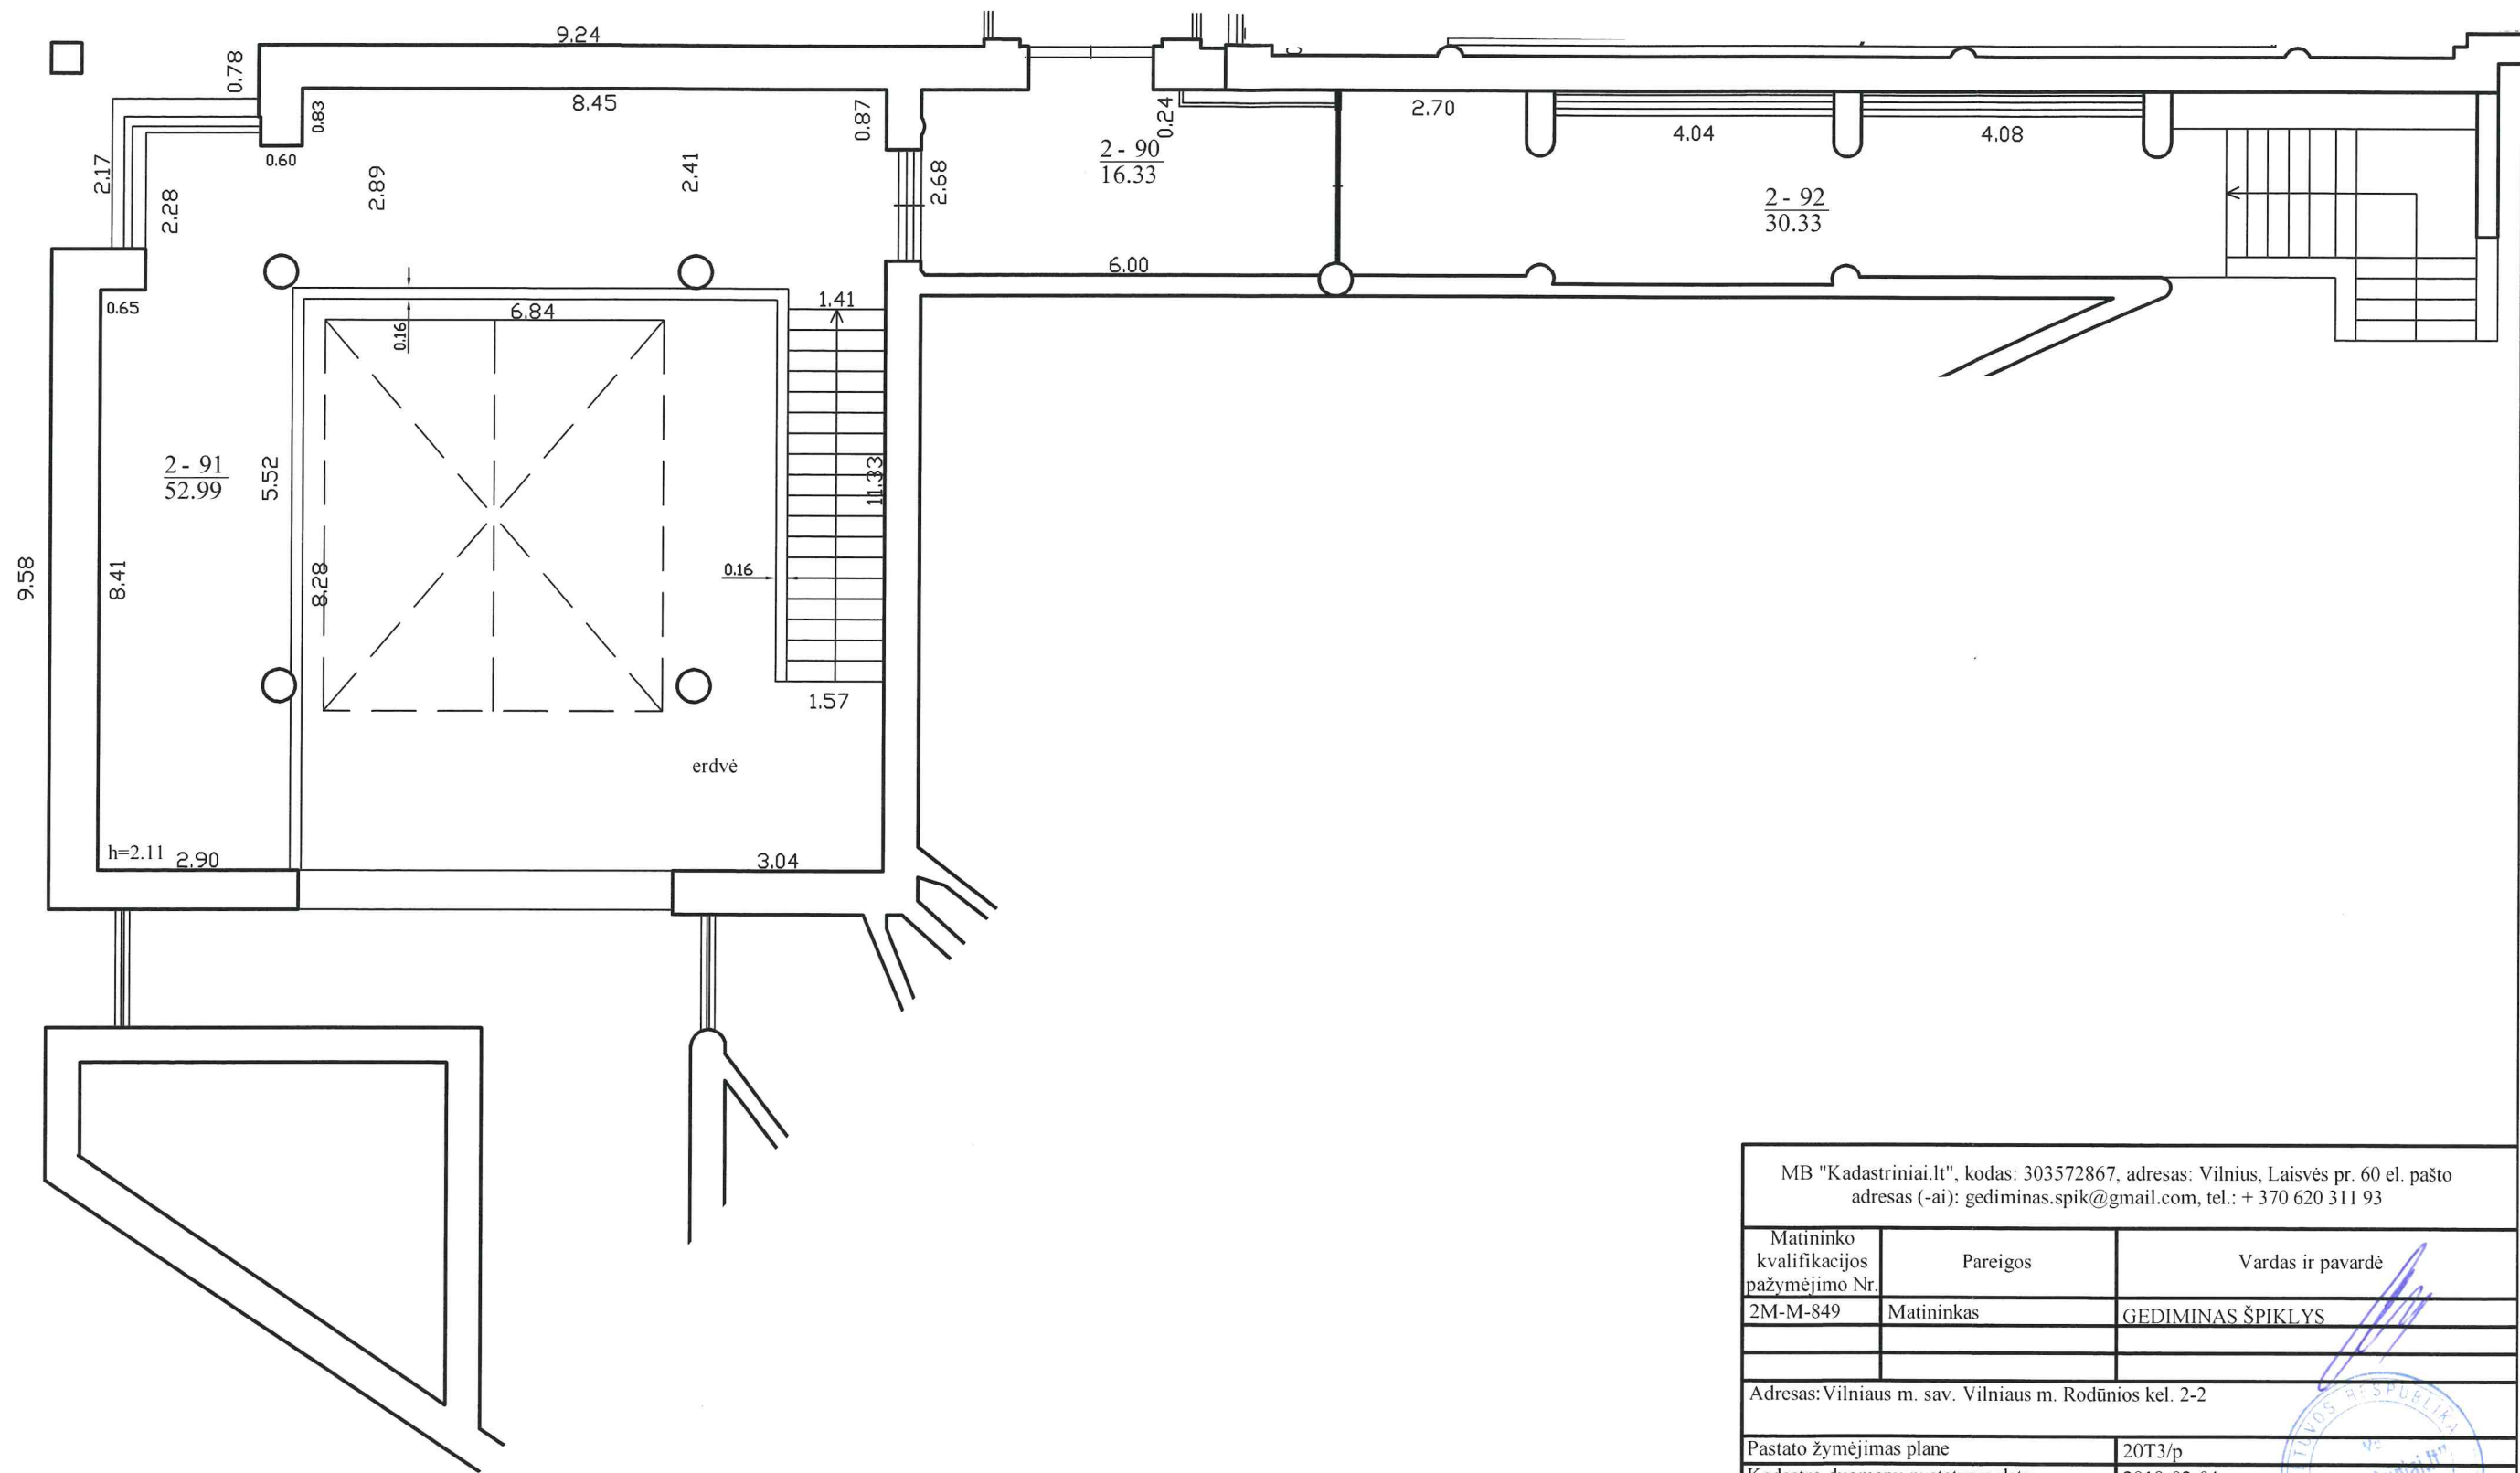 9.24
0.78
8.45
0.83
0.87
0.24
2.70
4.04
4.08
2 - 90
16.33
0.60
2.17
2.28
2.89
2.41
2.68
2 - 92
30.33
6.00
0.65
6.84
0.16
1.41
2 - 91
52.99
5.52
11.33
9.58
8.41
8.28
0.16
1.57
erdvė
h=2.11
2.90
3.04
MB "Kadastriniai.lt", kodas: 303572867, adresas: Vilnius, Laisvės pr. 60 el. pašto
adresas (-ai): gediminas.spik@gmail.com, tel.: + 370 620 311 93
Matininko
kvalifikacijos
pažymėjimo Nr.
Pareigos
Vardas ir pavardė
2M-M-849
Matininkas
GEDIMINAS ŠPIKLYS
Adresas: Vilniaus m. sav. Vilniaus m. Rodūnios kel. 2-2
Pastato žymėjimas plane
20T3/p